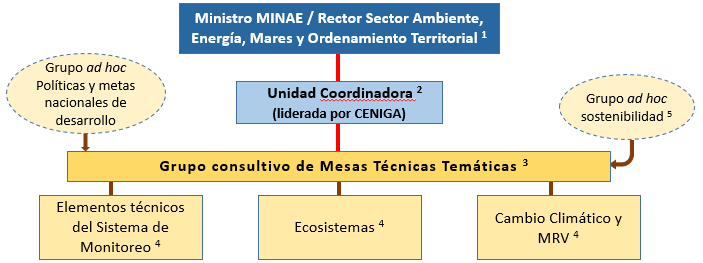 Ministro MINAE / Rector Sector Ambiente,
Energía, Mares y Ordenamiento Territorial 1
Grupo ad hoc
Políticas y metas
nacionales de
desarrollo
Unidad Coordinadora 2
(liderada por CENIGA)
Grupo ad hoc
sostenibilidad 5
Grupo consultivo de Mesas Técnicas Temáticas 3
Elementos técnicos
del Sistema de
Monitoreo 4
Ecosistemas 4
Cambio Climático y
MRV 4